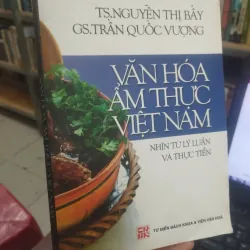 TS.NGUYỄN THỊ BẢY
GS.TRẦN QUỐC VƯỢNG
VĂN HÓA
ẨM THỰC
VIỆT NAM
NHÌN TỪ LÝ LUẬN
VÀ THỰC TIỄN
TỪ ĐIỂN BÁCH KHOA & VIỆN VĂN HÓA